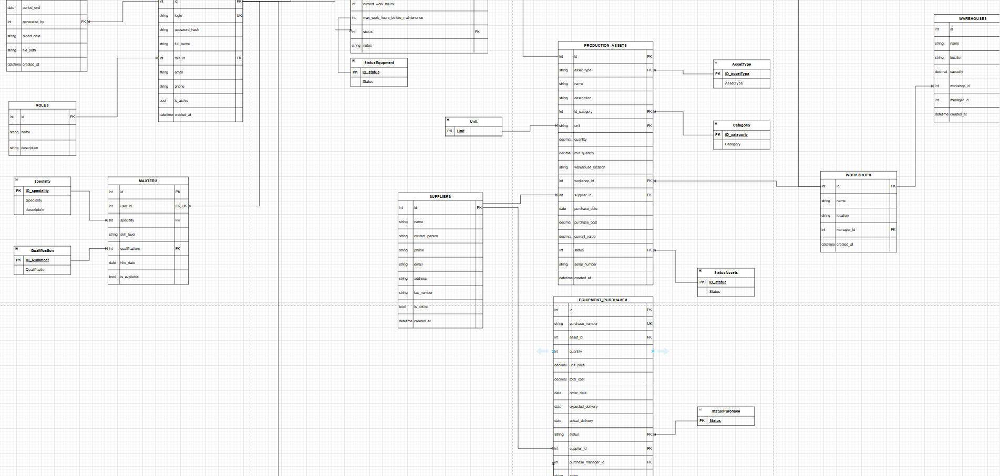 date period_end
int generated_by FK
string report_data
string file_path
datetime created_at
ROLES
int id PK
string name
string description
int id PK
string login UK
string password_hash
string full_name
int role_id FK
string email
phone
string
bool is_active
datetime created_at
Specialty
PK ID_speciality
Speciality
descriptoin
Qualification
PK ID_Qualificat
Qualification
MASTERS
int id PK
int user_id FK, UK
int specialty FK
string skill_level
int qualifications FK
date hire_date
bool is_available
int current_work_hours
int max_work_hours_before_maintenance
int status FK
string notes
StatusEqupment
PK ID_status
Status
Unit
PK Unit
SUPPLIERS
int id PK
string name
string contact_person
string phone
string email
string address
string tax_number
bool is_active
datetime created_at
PRODUCTION_ASSETS
int id PK
string asset_type FK
string name
string description
int id_category FK
string unit FK
decimal quantity
decimal min_quantity
string warehouse_location
int workshop_id FK
int supplier_id FK
date purchase_date
decimal purchase_cost
decimal current_value
Int status FK
string serial_number
datetime created_at
AssetType
PK ID_assetType
AssetType
Categoriy
PK ID_categoriy
Category
StatusAssets
PK ID_status
Status
EQUIPMENT_PURCHASES
int id PK
string purchase_number UK
int asset_id FK
int quantity
decimal unit_price
decimal total_cost
date order_date
date expected_delivery
date actual_delivery
String status FK
int supplier_id FK
int purchase_manager_id FK
string notes
StatusPurchase
PK Status
WORKSHOPS
int id PK
string name
string location
int manager_id FK
datetime created_at
WAREHOUSES
int id
string name
string location
decimal capacity
int workshop_id
int manager_id
datetime created_at